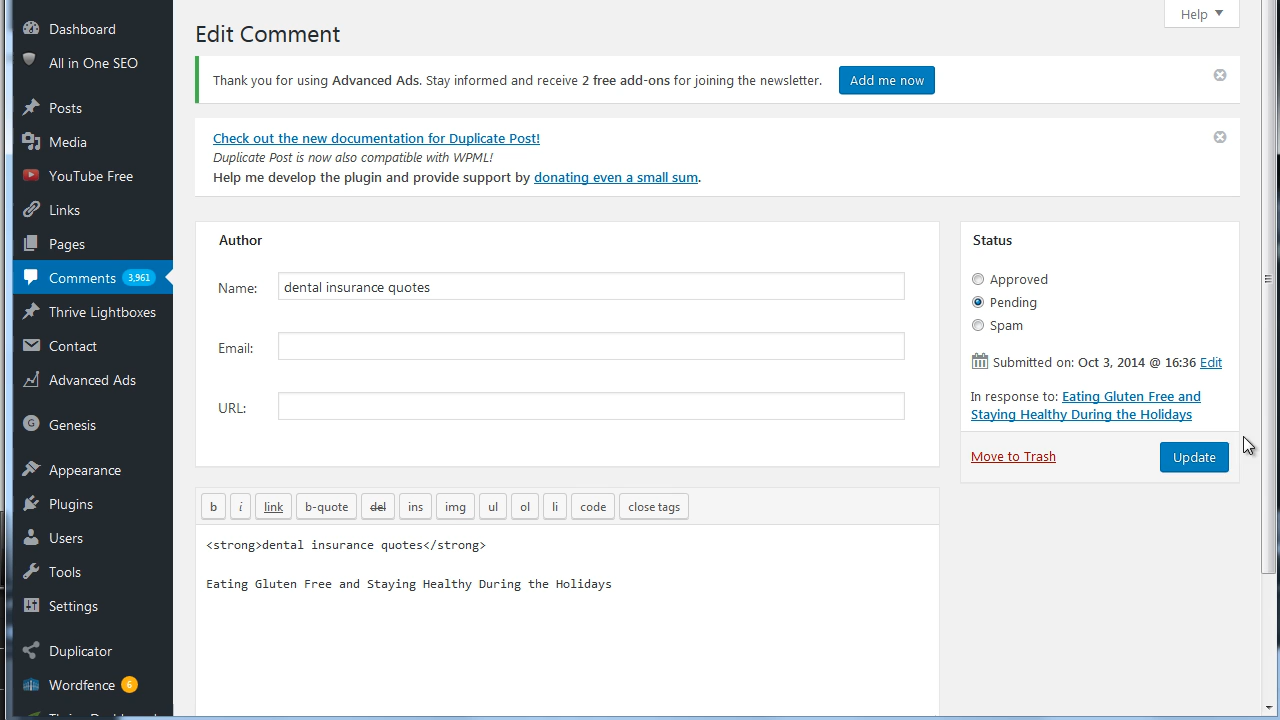 Dashboard
All in One SEO
Posts
Media
YouTube Free
Links
Pages
Comments 3,961
Thrive Lightboxes
Contact
Advanced Ads
Genesis
Appearance
Plugins
Users
Tools
Settings
Duplicator
Wordfence 6
Help
Edit Comment
Thank you for using Advanced Ads. Stay informed and receive 2 free add-ons for joining the newsletter. Add me now
Check out the new documentation for Duplicate Post!
Duplicate Post is now also compatible with WPML!
Help me develop the plugin and provide support by donating even a small sum.
Author
Name: dental insurance quotes
Email:
URL:
b i link b-quote del ins img ul ol li code close tags
<strong>dental insurance quotes</strong>
Eating Gluten Free and Staying Healthy During the Holidays
Status
Approved
Pending
Spam
Submitted on: Oct 3, 2014 @ 16:36 Edit
In response to: Eating Gluten Free and
Staying Healthy During the Holidays
Move to Trash Update